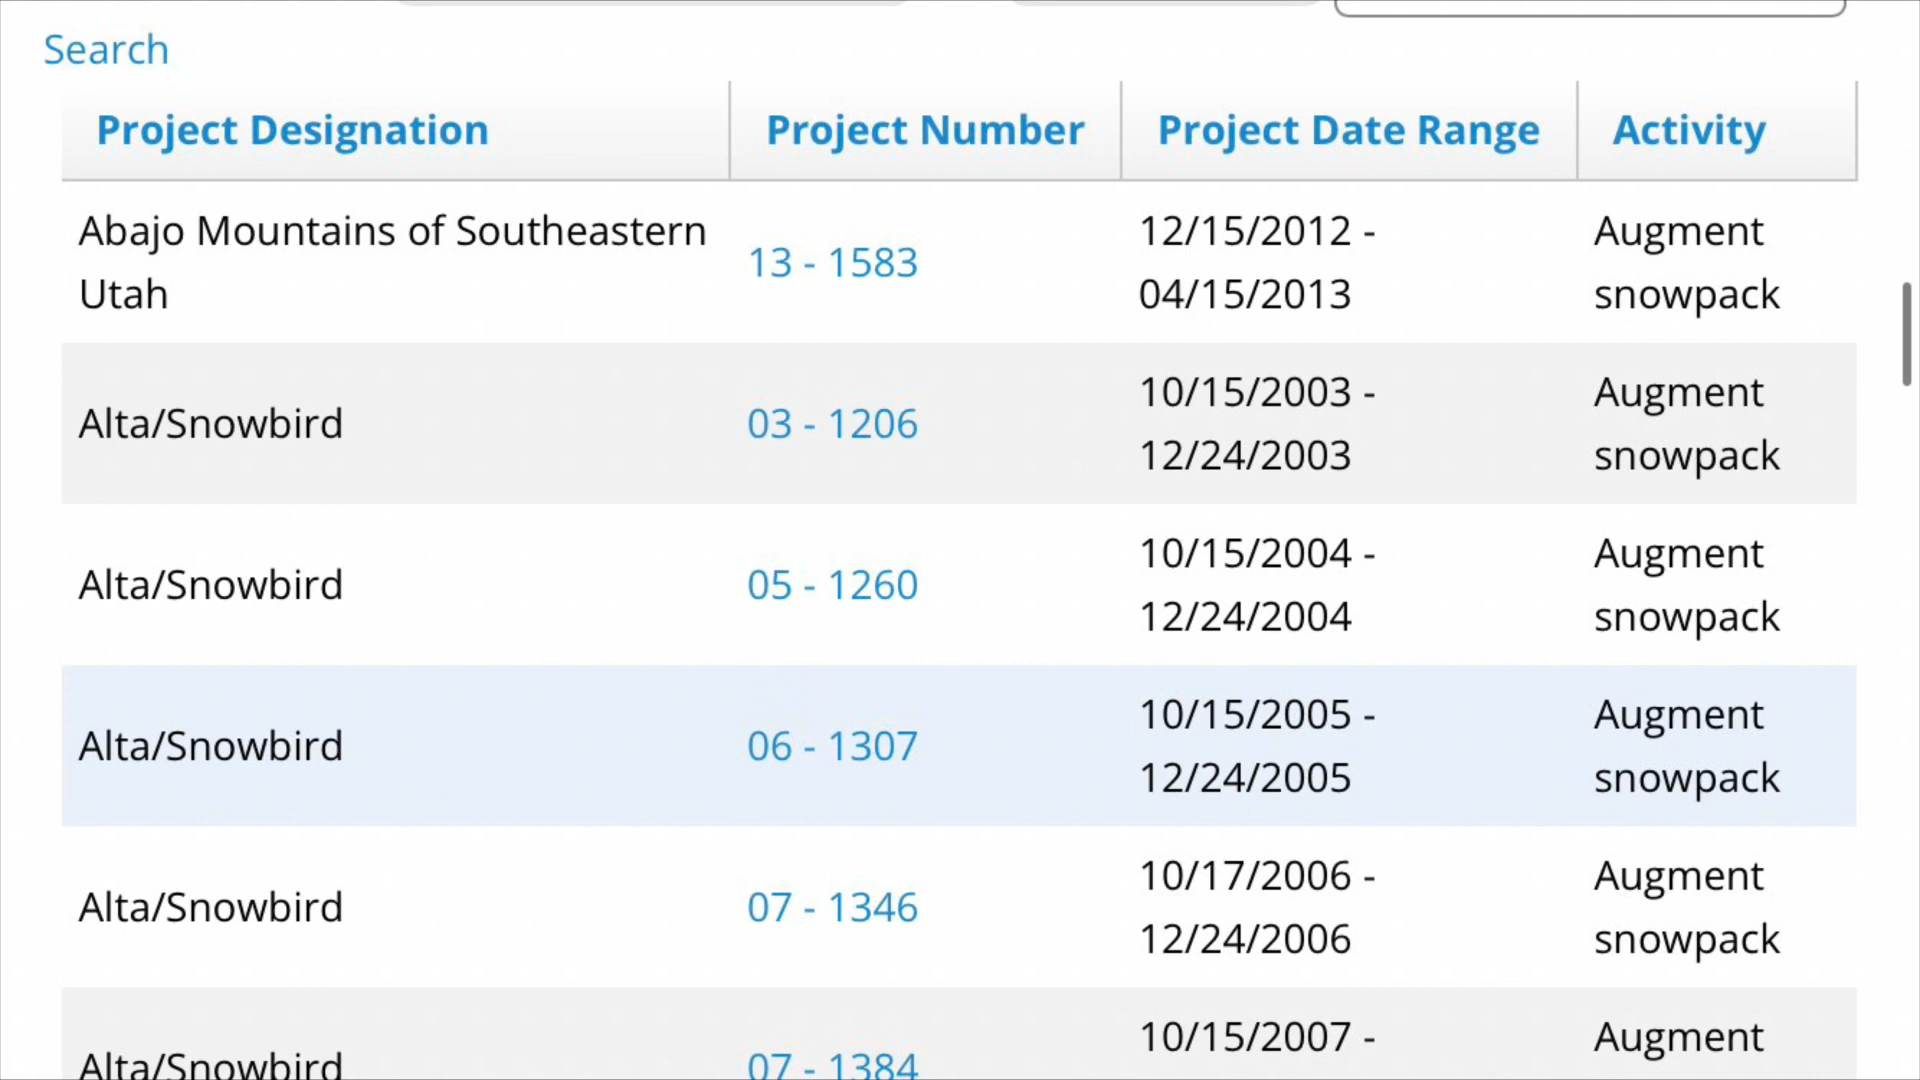 Search
Project Designation Project Number Project Date Range Activity
Abajo Mountains of Southeastern
Utah
13 - 1583
12/15/2012 -
04/15/2013
Augment
snowpack
Alta/Snowbird
03 - 1206
10/15/2003 -
12/24/2003
Augment
snowpack
Alta/Snowbird
05 - 1260
10/15/2004 -
12/24/2004
Augment
snowpack
Alta/Snowbird
06 - 1307
10/15/2005 -
12/24/2005
Augment
snowpack
Alta/Snowbird
07 - 1346
10/17/2006 -
12/24/2006
Augment
snowpack
Alta/Snowbird
07 - 1384
10/15/2007 -
Augment